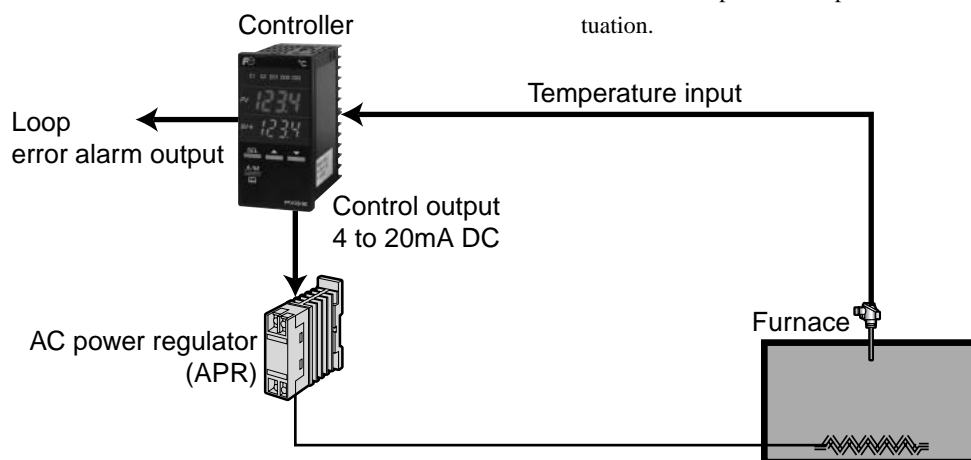 tuation.
Controller
Temperature input
Loop
error alarm output
°C
PV 123.4
SV 123.4
SEL
A/M
Control output
4 to 20mA DC
AC power regulator
(APR)
Furnace